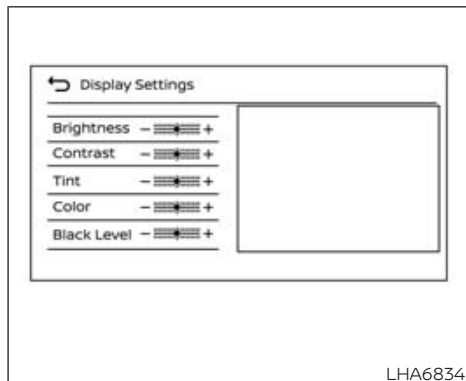 Display Settings
Brightness - +
Contrast - +
Tint - +
Color - +
Black Level - +
LHA6834